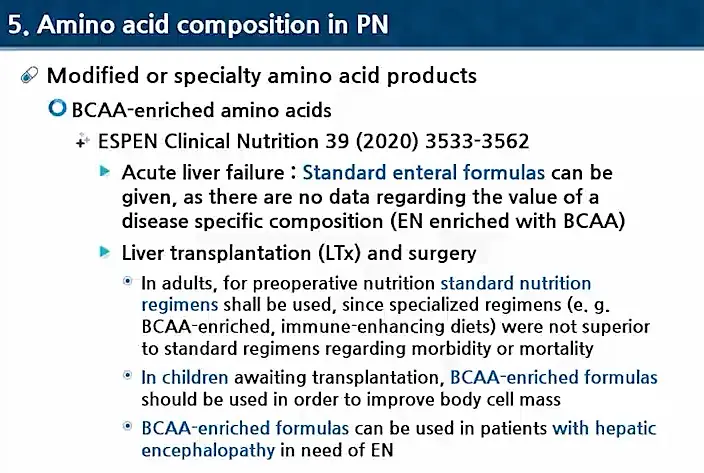 5. Amino acid composition in PN
Modified or specialty amino acid products
BCAA-enriched amino acids
ESPEN Clinical Nutrition 39 (2020) 3533-3562
Acute liver failure : Standard enteral formulas can be
given, as there are no data regarding the value of a
disease specific composition (EN enriched with BCAA)
Liver transplantation (LTx) and surgery
In adults, for preoperative nutrition standard nutrition
regimens shall be used, since specialized regimens (e. g.
BCAA-enriched, immune-enhancing diets) were not superior
to standard regimens regarding morbidity or mortality
In children awaiting transplantation, BCAA-enriched formulas
should be used in order to improve body cell mass
BCAA-enriched formulas can be used in patients with hepatic
encephalopathy in need of EN